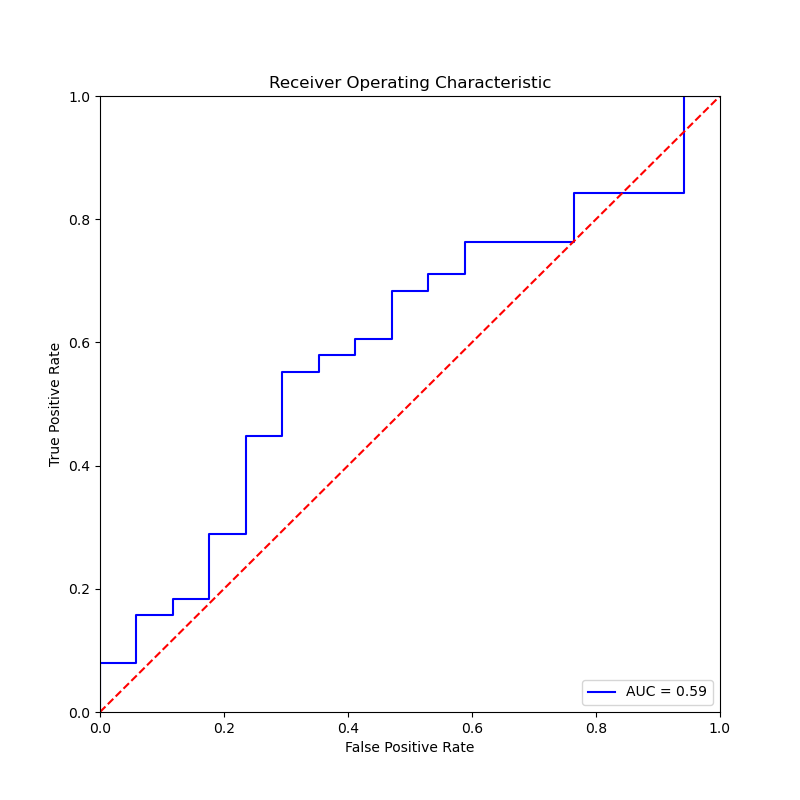 Receiver Operating Characteristic
1.0
0.8
0.6
0.4
0.2
0.0
True Positive Rate
AUC = 0.59
0.0 0.2 0.4 0.6 0.8 1.0
False Positive Rate